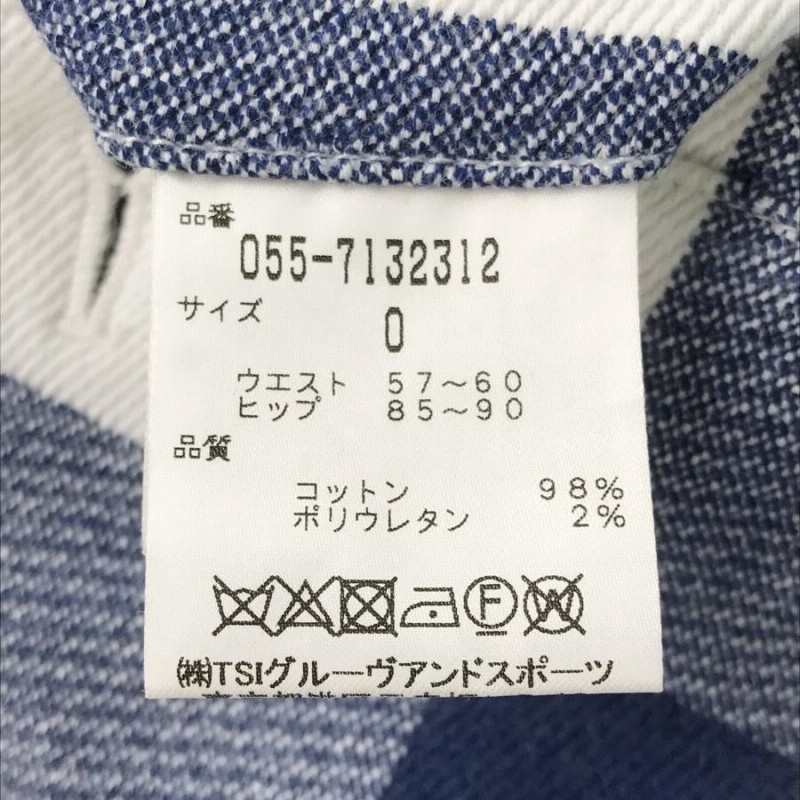 品番
055-7132312
サイズ
0
ウエスト 57～60
ヒップ 85～90
品質
コットン 98%
ポリウレタン 2%
F W
㈱TSIグルーヴアンドスポーツ